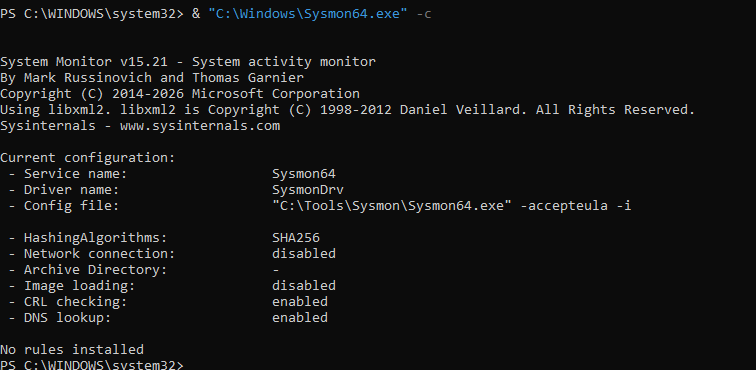 PS C:\WINDOWS\system32> & "C:\Windows\Sysmon64.exe" -c
System Monitor v15.21 - System activity monitor
By Mark Russinovich and Thomas Garnier
Copyright (C) 2014-2026 Microsoft Corporation
Using libxml2. libxml2 is Copyright (C) 1998-2012 Daniel Veillard. All Rights Reserved.
Sysinternals - www.sysinternals.com
Current configuration:
- Service name: Sysmon64
- Driver name: SysmonDrv
- Config file: "C:\Tools\Sysmon\Sysmon64.exe" -accepteula -i
- HashingAlgorithms: SHA256
- Network connection: disabled
- Archive Directory: -
- Image loading: disabled
- CRL checking: enabled
- DNS lookup: enabled
No rules installed
PS C:\WINDOWS\system32>